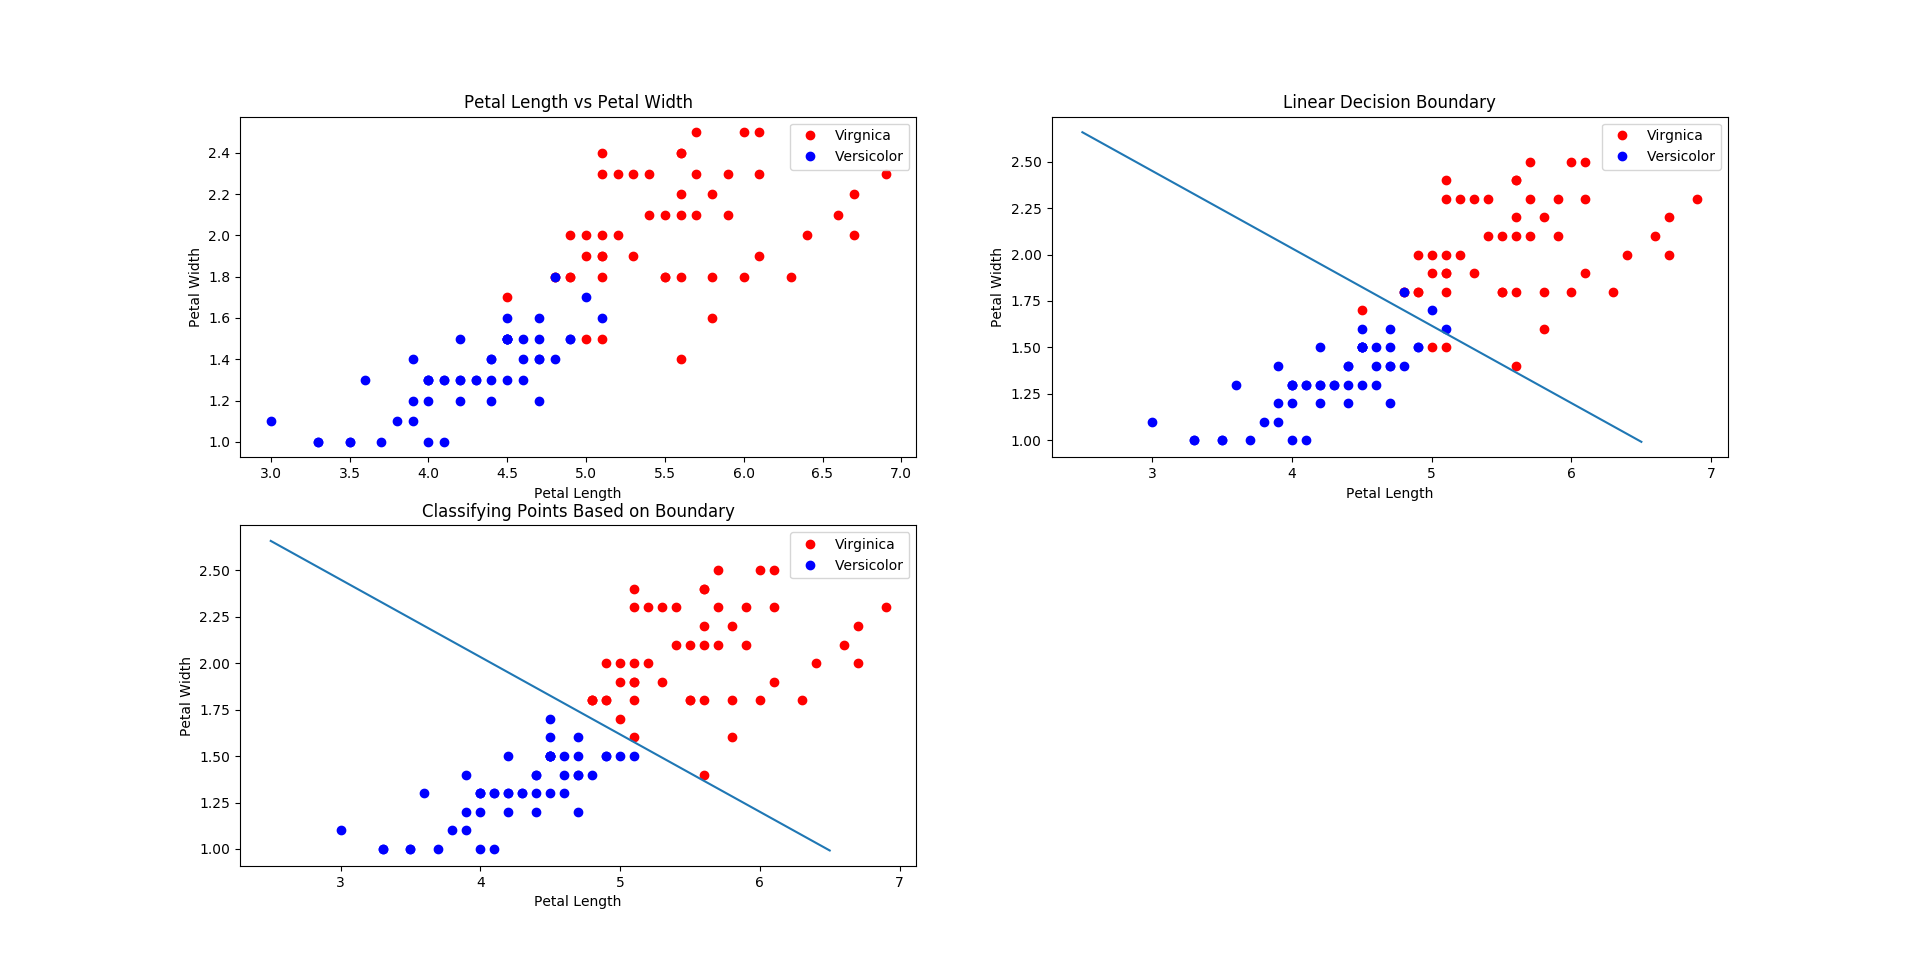 Petal Length vs Petal Width
Virgnica
Versicolor
Petal Width
2.4
2.2
2.0
1.8
1.6
1.4
1.2
1.0
3.0 3.5 4.0 4.5 5.0 5.5 6.0 6.5 7.0
Petal Length
Linear Decision Boundary
Virgnica
Versicolor
Petal Width
2.50
2.25
2.00
1.75
1.50
1.25
1.00
3 4 5 6 7
Petal Length
Classifying Points Based on Boundary
Virginica
Versicolor
Petal Width
2.50
2.25
2.00
1.75
1.50
1.25
1.00
3 4 5 6 7
Petal Length